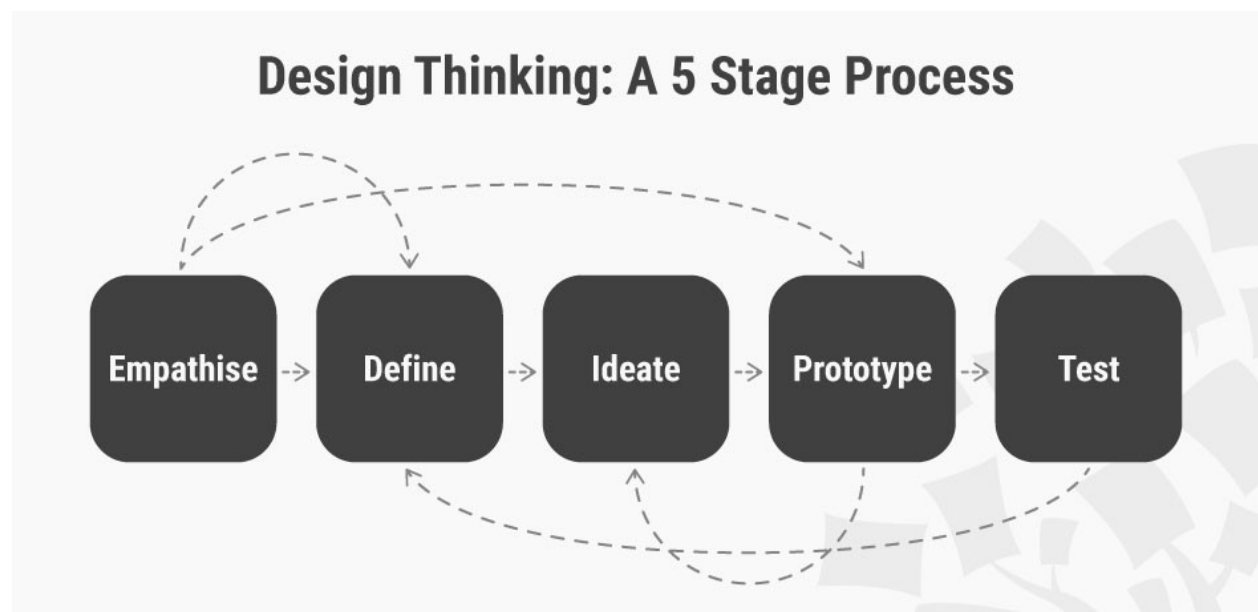 Design Thinking: A 5 Stage Process
Empathise
Define
Ideate
Prototype
Test